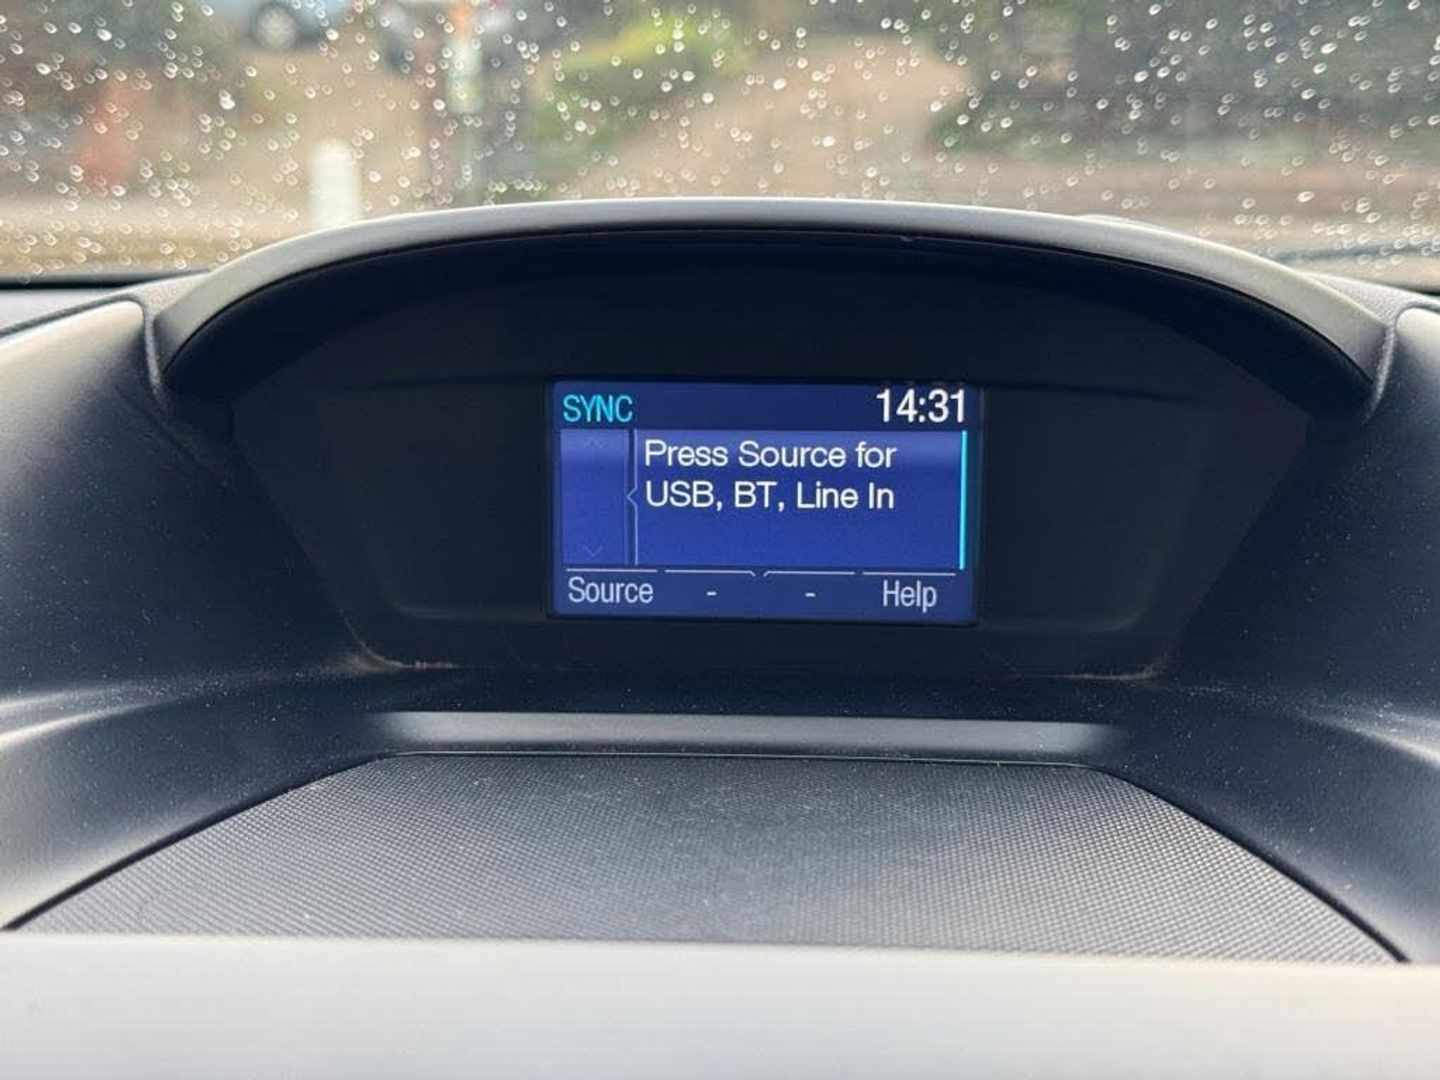 SYNC 14:31
Press Source for
USB, BT, Line In
Source - - Help